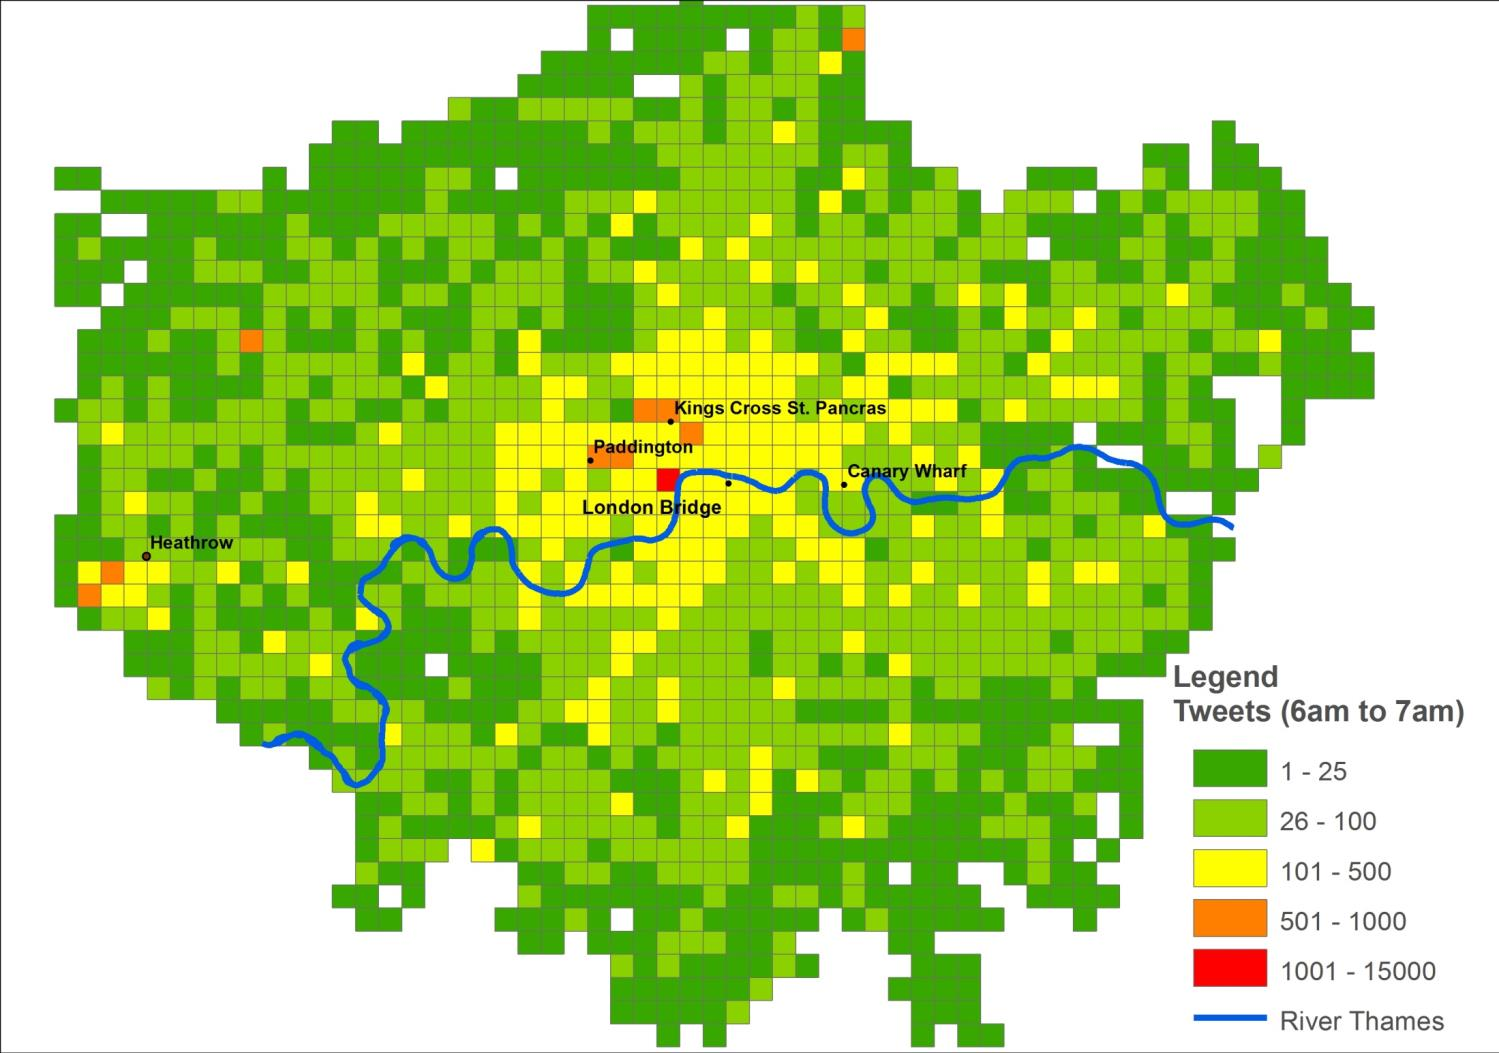 Kings Cross St. Pancras
Paddington
Canary Wharf
London Bridge
Heathrow
Legend
Tweets (6am to 7am)
1 - 25
26 - 100
101 - 500
501 - 1000
1001 - 15000
River Thames